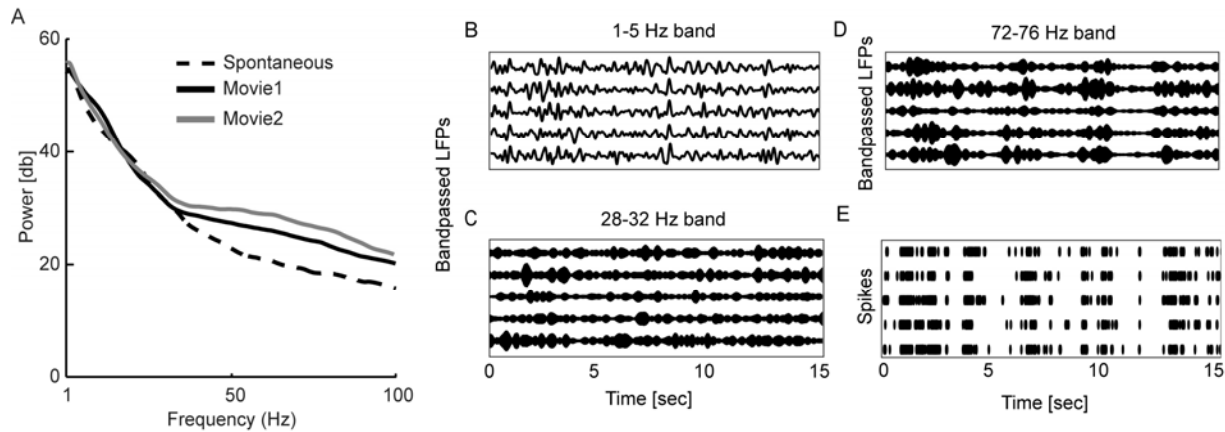 A
60
40
20
0
Power [db]
1
50
100
Frequency (Hz)
Spontaneous
Movie1
Movie2
Bandpassed LFPs
B
1-5 Hz band
C
28-32 Hz band
0
5
10
15
Time [sec]
D
72-76 Hz band
Bandpassed LFPs
E
Spikes
0
5
10
15
Time [sec]